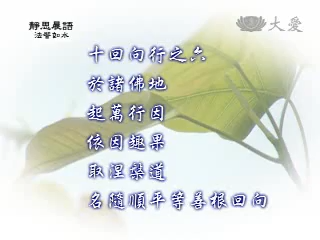 靜思晨語
法譬如水
大愛
十回向行之六
於諸佛地
起萬行因
依因趣果
取涅槃道
名隨順平等善根回向